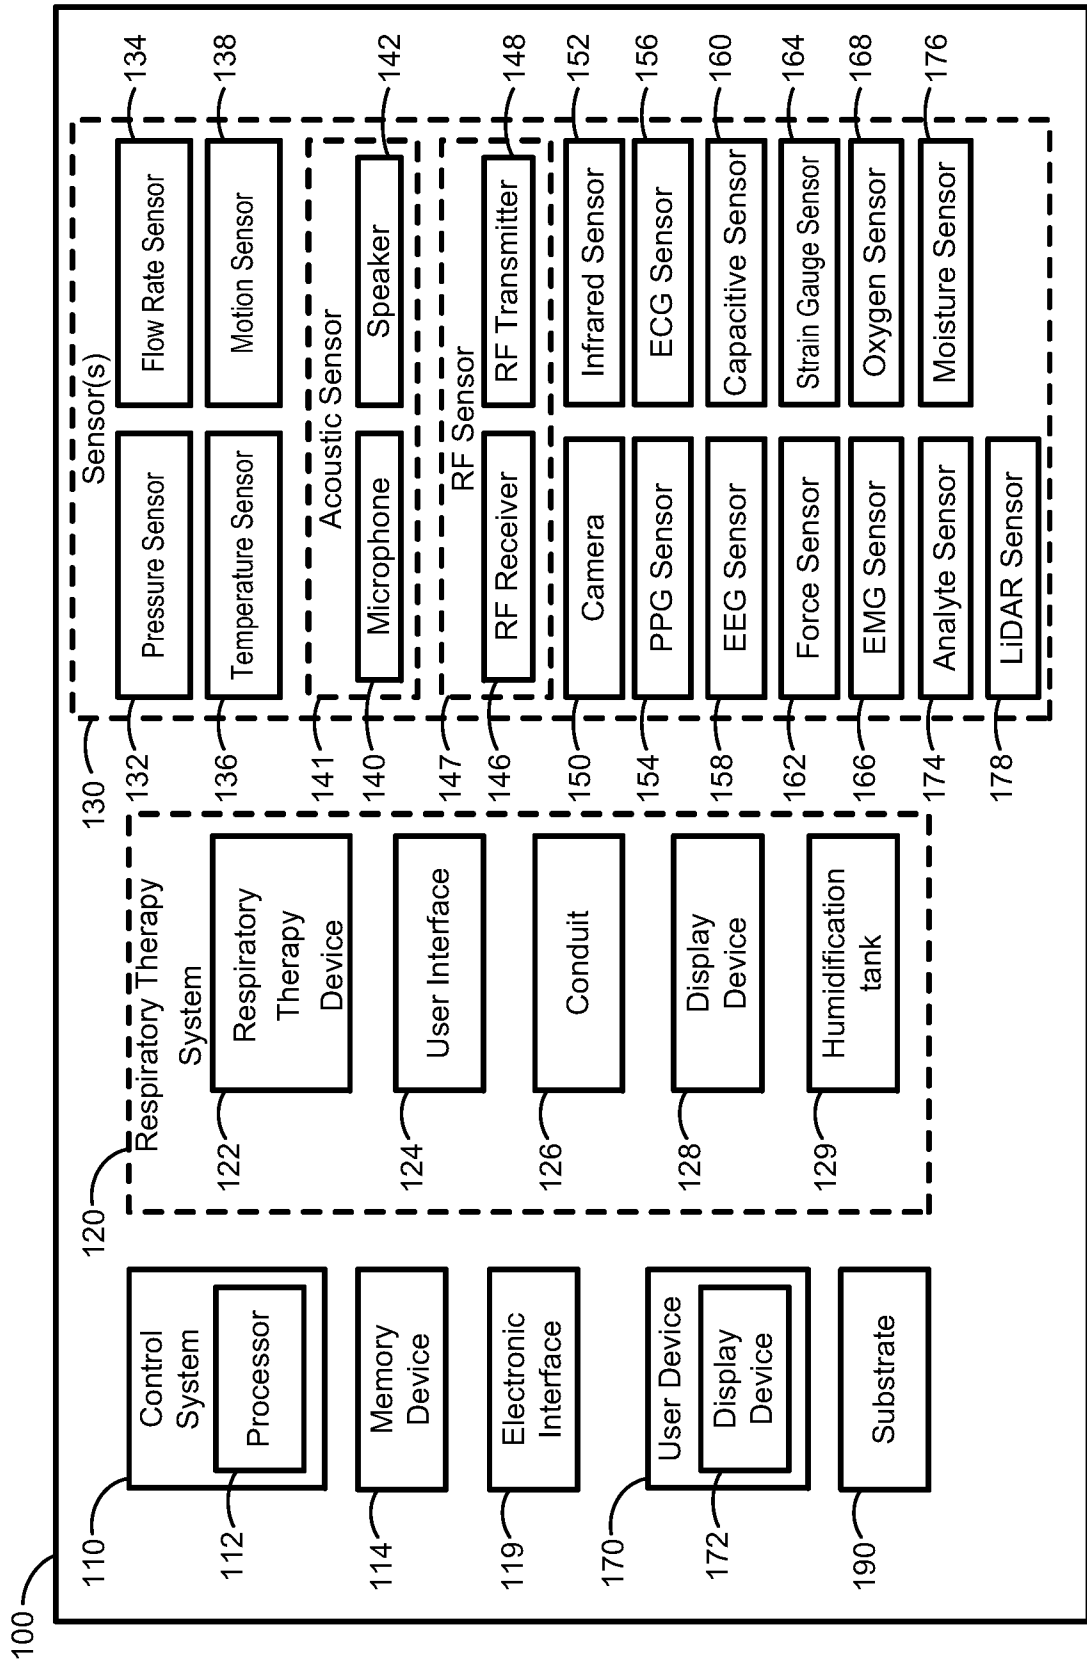 100
110
Control
System
112
Processor
114
Memory
Device
119
Electronic
Interface
170
User Device
172
Display
Device
190
Substrate
120
Respiratory Therapy
System
122
Respiratory
Therapy
Device
124
User Interface
126
Conduit
128
Display
Device
129
Humidification
tank
130
Sensor(s)
132
Pressure Sensor
Flow Rate Sensor
134
136
Temperature Sensor
Motion Sensor
138
141
Acoustic Sensor
140
Microphone
Speaker
142
147
RF Sensor
146
RF Receiver
RF Transmitter
148
150
Camera
Infrared Sensor
152
154
PPG Sensor
ECG Sensor
156
158
EEG Sensor
Capacitive Sensor
160
162
Force Sensor
Strain Gauge Sensor
164
166
EMG Sensor
Oxygen Sensor
168
174
Analyte Sensor
Moisture Sensor
176
178
LiDAR Sensor